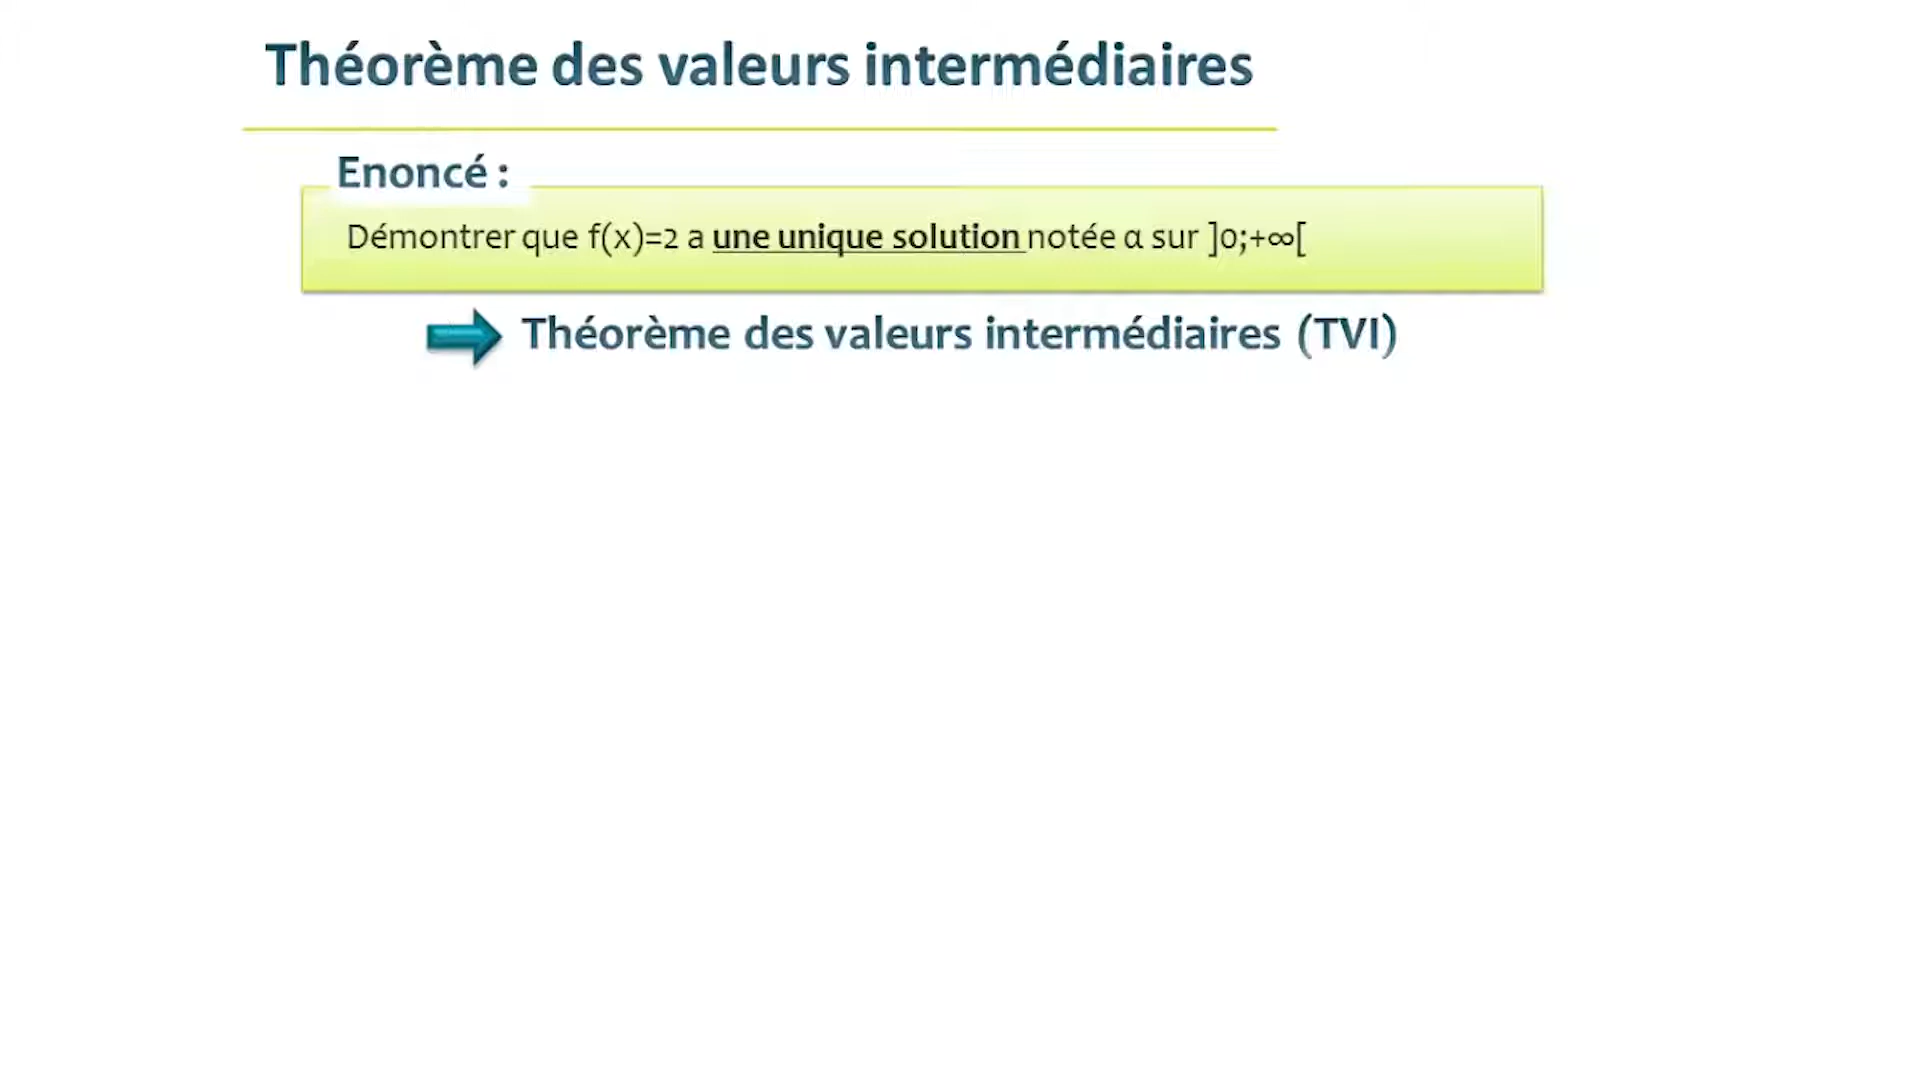 Théorème des valeurs intermédiaires
Enoncé :
Démontrer que f(x)=2 a une unique solution notée α sur ]0;+∞[
Théorème des valeurs intermédiaires (TVI)